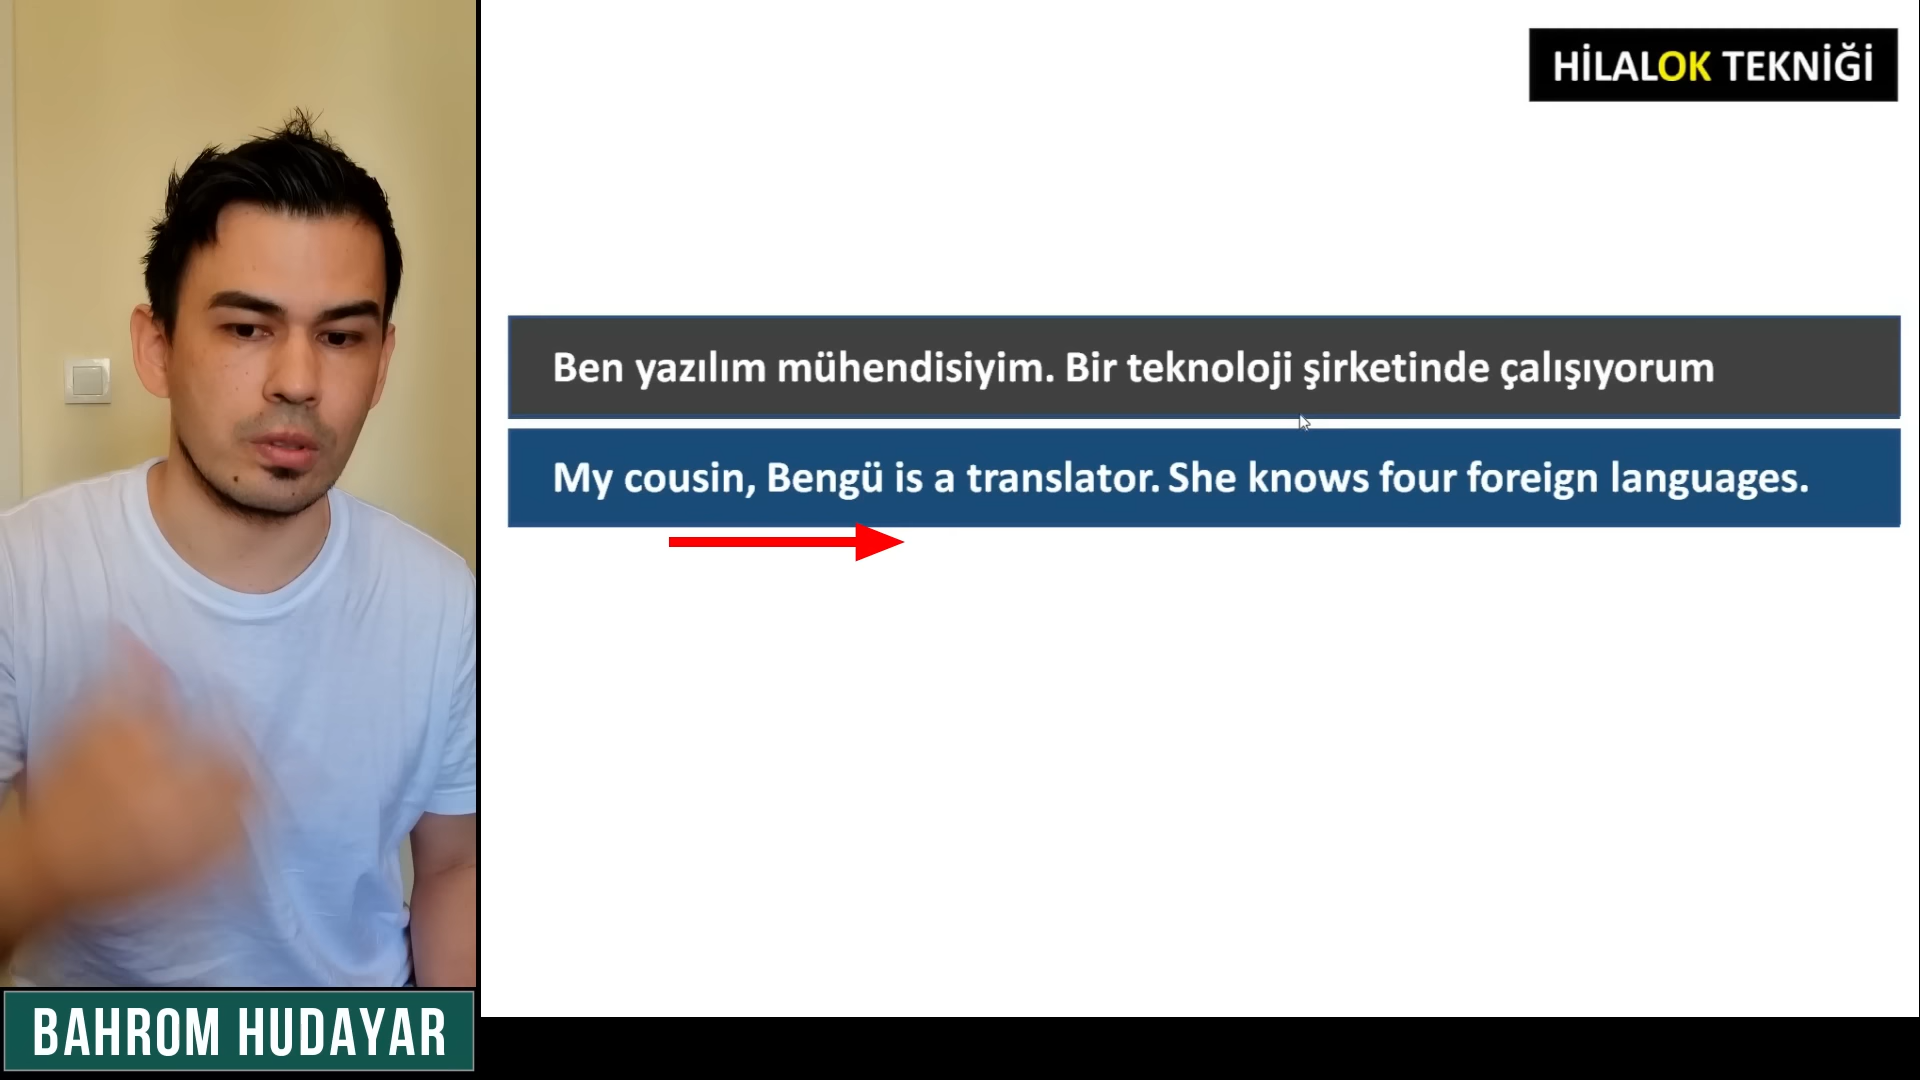 HİLALOK TEKNİĞİ
Ben yazılım mühendisiyim. Bir teknoloji şirketinde çalışıyorum
My cousin, Bengü is a translator. She knows four foreign languages.
BAHROM HUDAYAR